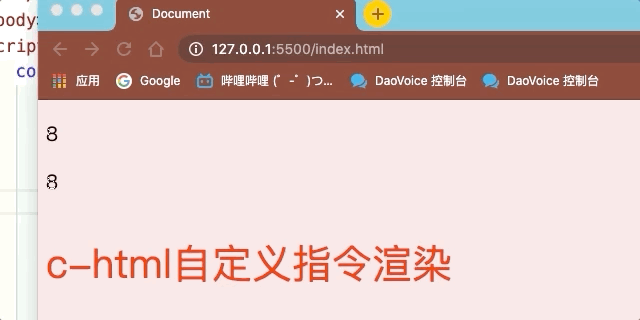 body
Document
crip
127.0.0.1:5500/index.html
co
应用
Google
哔哩哔哩 (゜-゜)つ...
DaoVoice 控制台
DaoVoice 控制台
8
8
c-html自定义指令渲染